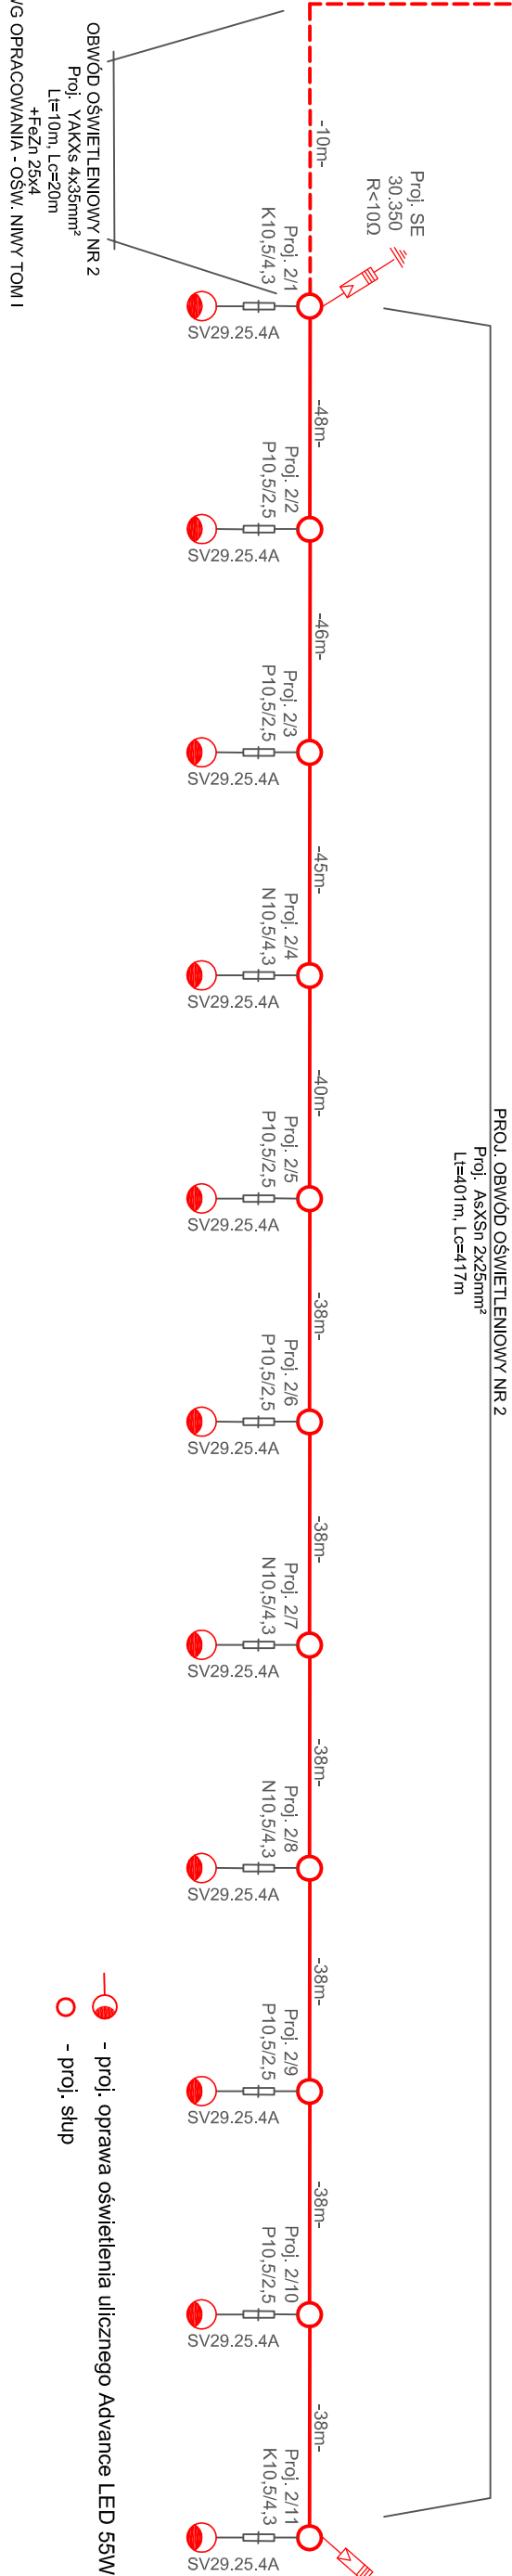 -10m-
Proj. SE
30.350
R<10Ω
OBWÓD OŚWIETLENIOWY NR 2
Proj. YAKXs 4x35mm²
Lt=10m, Lc=20m
+FeZn 25x4
WG OPRACOWANIA - OŚW. NIWY TOM I
PROJ. OBWÓD OŚWIETLENIOWY NR 2
Proj. AsXSn 2x25mm²
Lt=401m, Lc=417m
Proj. 2/1
K10,5/4,3
SV29.25.4A
-48m-
Proj. 2/2
P10,5/2,5
SV29.25.4A
-46m-
Proj. 2/3
P10,5/2,5
SV29.25.4A
-45m-
Proj. 2/4
N10,5/4,3
SV29.25.4A
-40m-
Proj. 2/5
P10,5/2,5
SV29.25.4A
-38m-
Proj. 2/6
P10,5/2,5
SV29.25.4A
-38m-
Proj. 2/7
N10,5/4,3
SV29.25.4A
-38m-
Proj. 2/8
N10,5/4,3
SV29.25.4A
-38m-
Proj. 2/9
P10,5/2,5
SV29.25.4A
-38m-
Proj. 2/10
P10,5/2,5
SV29.25.4A
-38m-
Proj. 2/11
K10,5/4,3
SV29.25.4A
- proj. oprawa oświetlenia ulicznego Advance LED 55W
- proj. słup